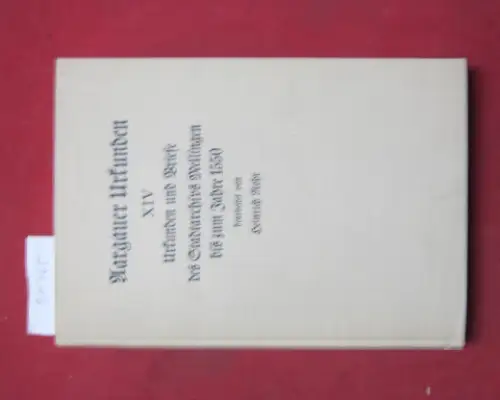 Aargauer Urkunden
XIV
Urkunden und Briefe
des Stadtarchivs Mellingen
bis zum Jahre 1550
bearbeitet von
Heinrich Rohr